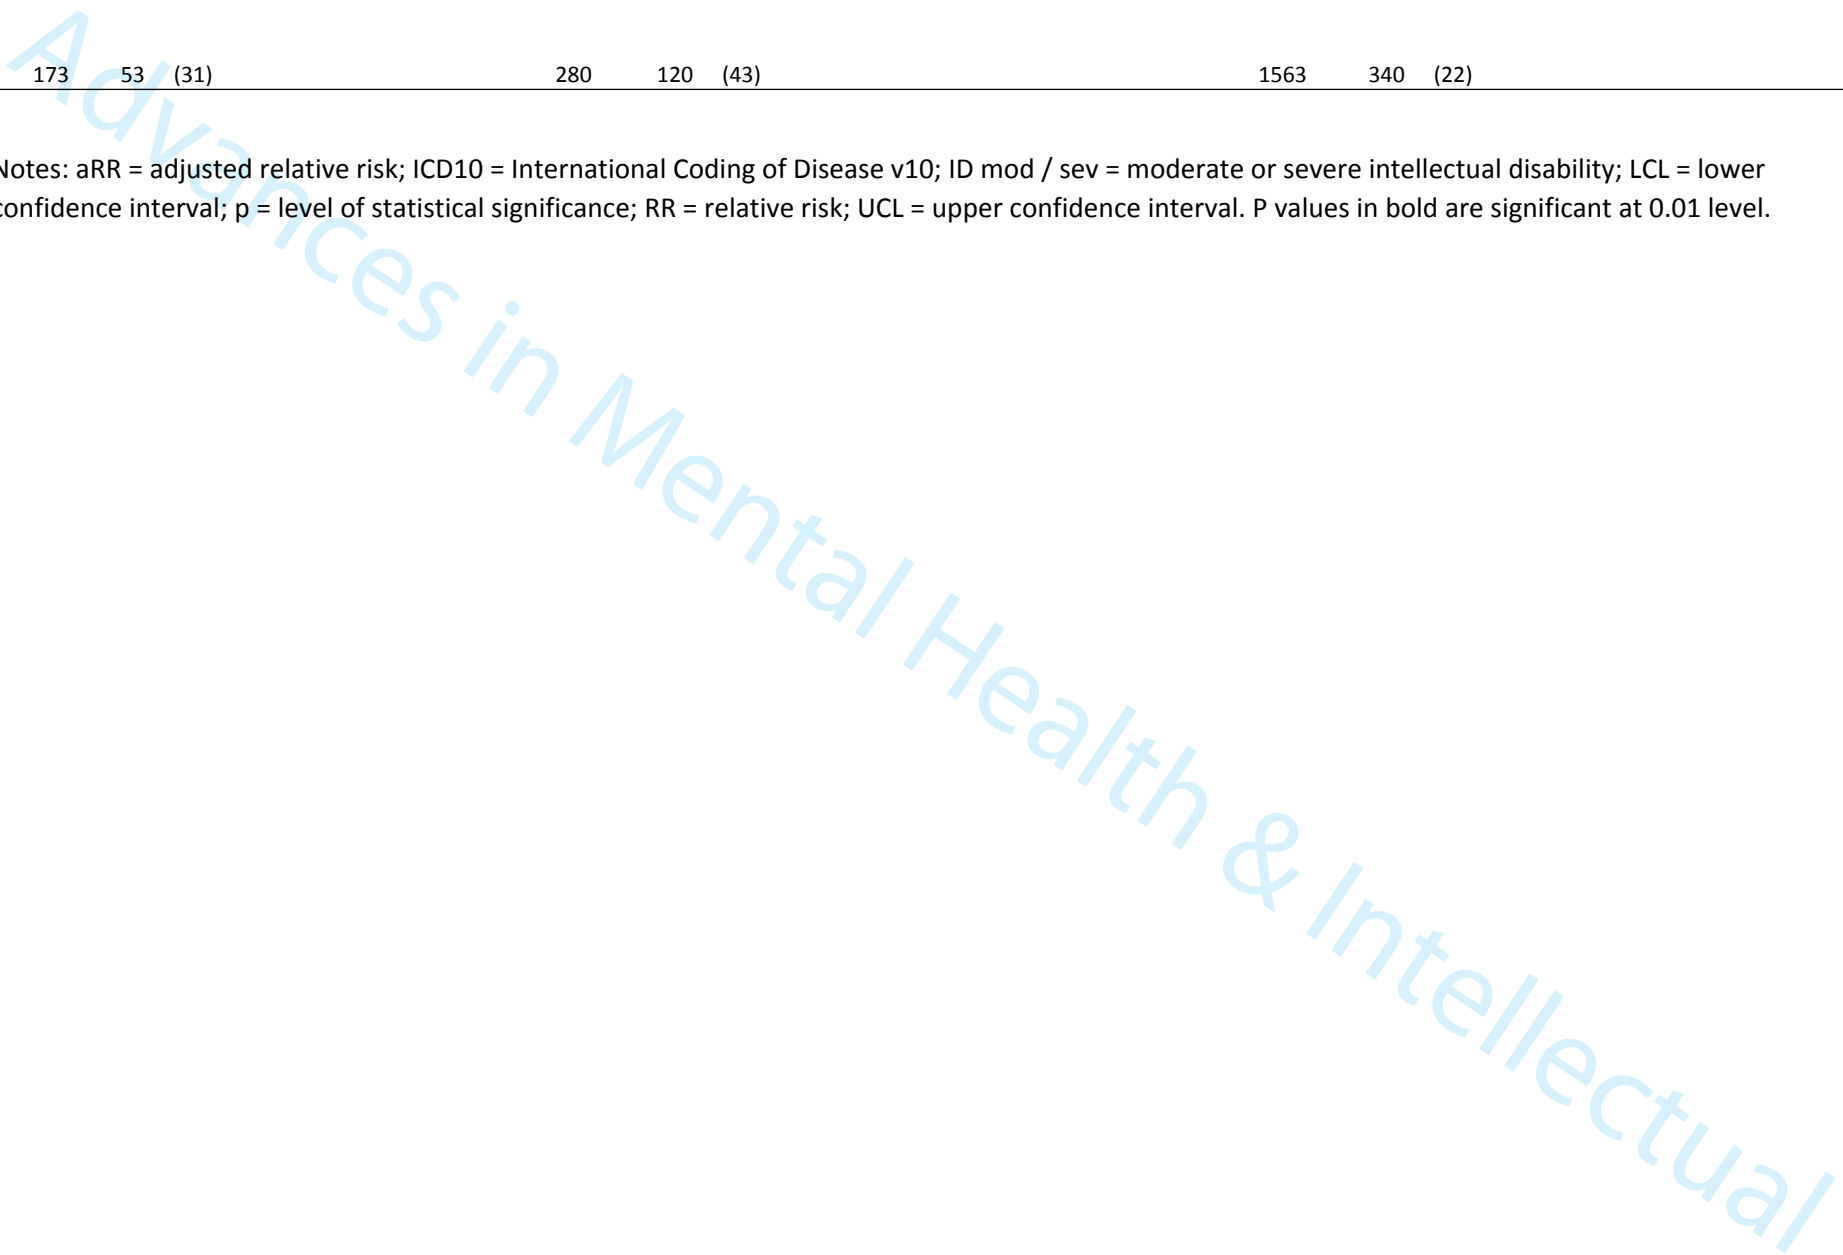 173 53 (31) 280 120 (43) 1563 340 (22)
Notes: aRR = adjusted relative risk; ICD10 = International Coding of Disease v10; ID mod / sev = moderate or severe intellectual disability; LCL = lower
confidence interval; p = level of statistical significance; RR = relative risk; UCL = upper confidence interval. P values in bold are significant at 0.01 level.
Advances in Mental Health & Intellectual